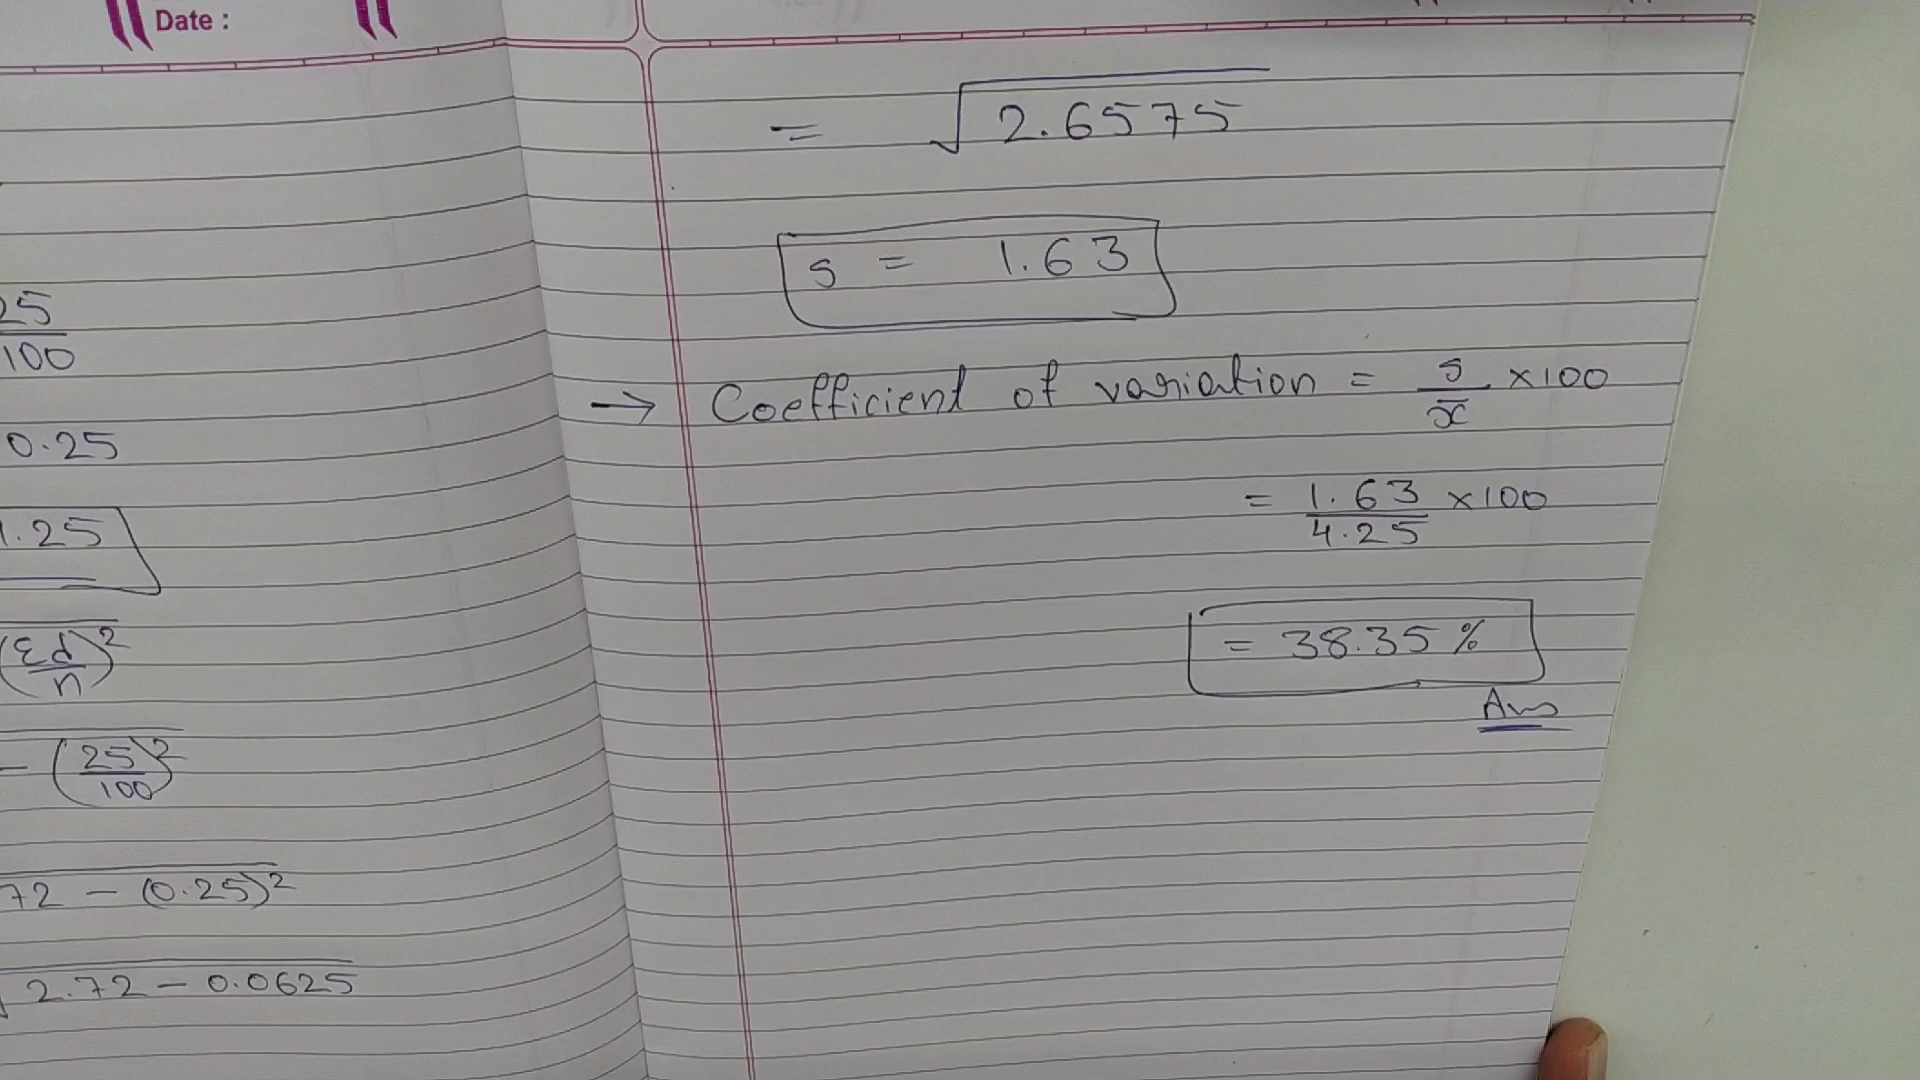 Date :
25
100
0.25
.25
(Σd/n)²
- (25/100)²
72 - (0.25)²
√2.72 - 0.0625
= √2.6575
s = 1.63
→ Coefficient of variation = s/x̄ × 100
= 1.63/4.25 × 100
= 38.35 %
Ans